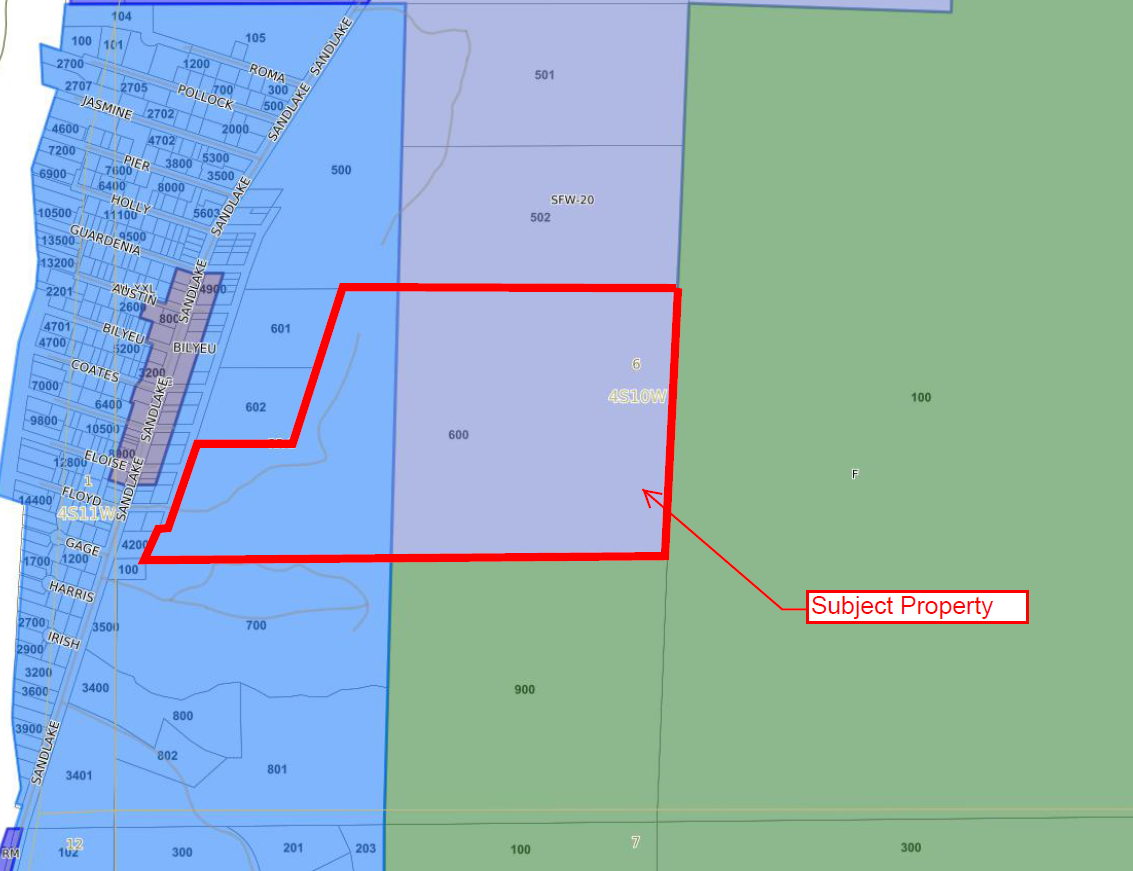 104
SANDLAKE
105
100
101
501
2700
1200
ROMA
2707
2705
700
300
SANDLAKE
POLLOCK
500
JASMINE
2702
4600
2000
4702
7200
PIER
3800
5300
500
7600
3500
6900
6400
8000
SANDLAKE
SFW-20
HOLLY
10500
11100
5603
502
GUARDENIA
9500
13500
13200
SANDLAKE
2201
AUSTIN
4900
2600
800
4701
BILYEU
601
4700
5200
BILYEU
6
COATES
3200
4S10W
7000
SANDLAKE
100
6400
602
9800
10500
600
ELOISE
12800
1
SANDLAKE
F
FLOYD
14400
4S11W
GAGE
4200
1700
1200
100
HARRIS
Subject Property
2700
3500
700
IRISH
2900
3200
3400
900
3600
800
3900
SANDLAKE
802
801
3401
12
7
RM
102
300
201
203
100
300